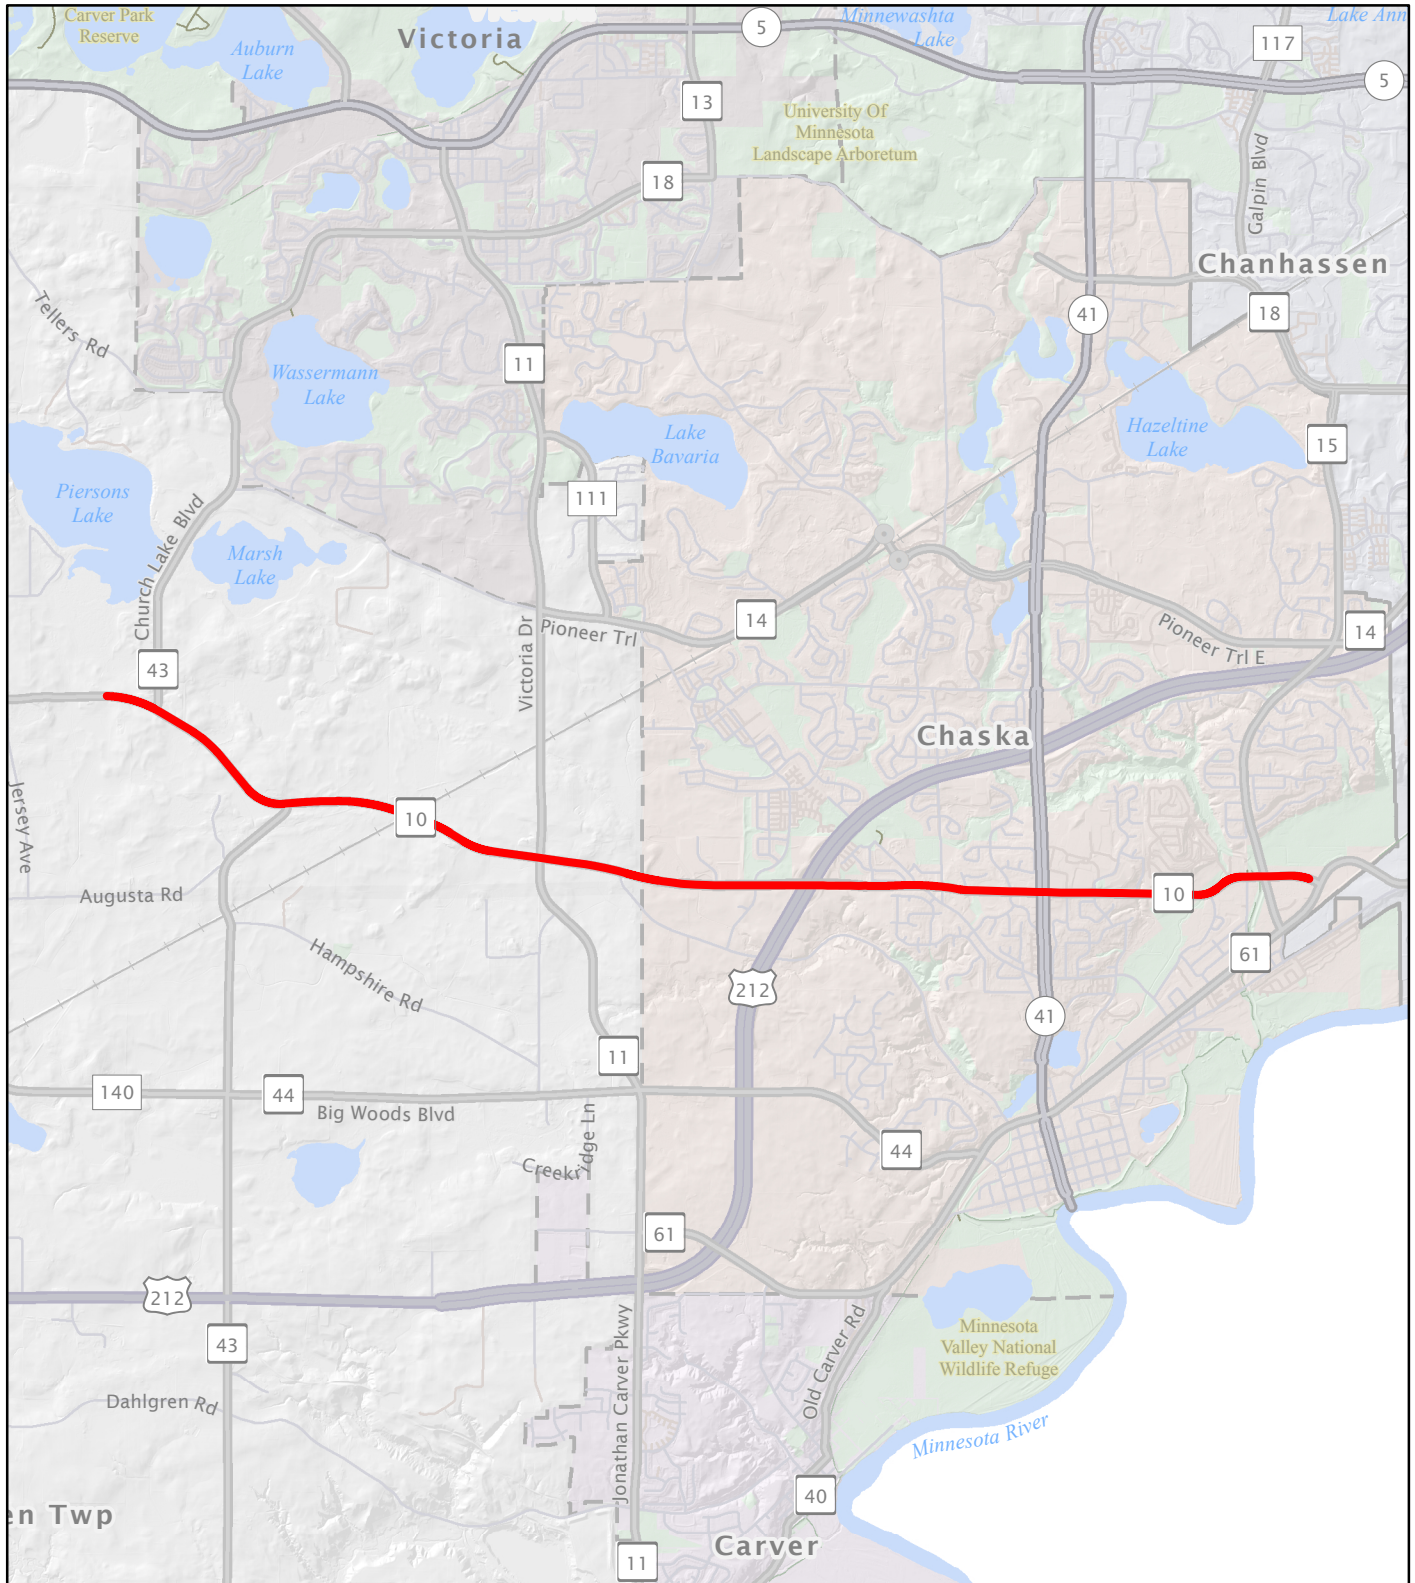 Carver Park
Reserve
Auburn
Lake
Victoria
5
Minnewashta
Lake
Lake Ann
117
5
13
University Of
Minnesota
Landscape Arboretum
18
Galpin Blvd
Chanhassen
Tellers Rd
41
18
11
Wassermann
Lake
Lake
Bavaria
Hazeltine
Lake
15
Piersons
Lake
111
Church Lake Blvd
Marsh
Lake
14
Pioneer Trl
Victoria Dr
Pioneer Trl E
14
43
Chaska
Jersey Ave
10
Augusta Rd
10
Hampshire Rd
61
212
41
11
140
44
Big Woods Blvd
Creekridge Ln
44
61
212
43
Jonathan Carver Pkwy
Old Carver Rd
Minnesota
Valley National
Wildlife Refuge
Dahlgren Rd
Minnesota River
40
en Twp
Carver
11